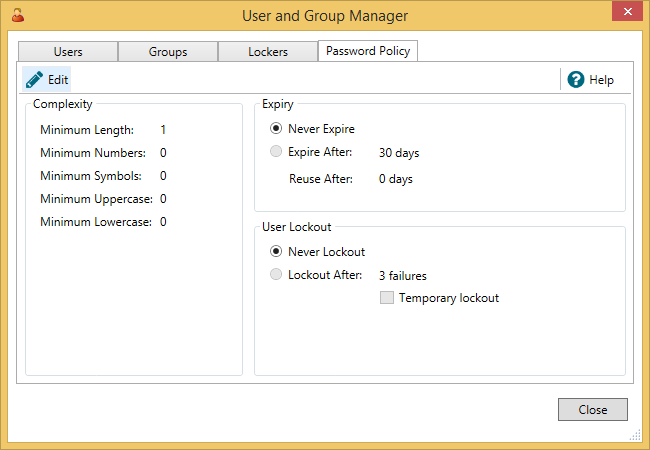 User and Group Manager
Users Groups Lockers Password Policy
Edit Help
Complexity
Minimum Length: 1
Minimum Numbers: 0
Minimum Symbols: 0
Minimum Uppercase: 0
Minimum Lowercase: 0
Expiry
Never Expire
Expire After: 30 days
Reuse After: 0 days
User Lockout
Never Lockout
Lockout After: 3 failures
Temporary lockout
Close